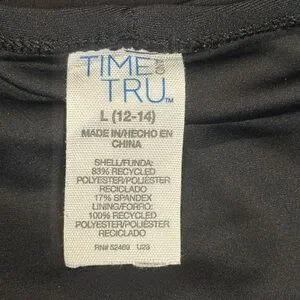 TIME
AND
TRU™
L (12-14)
MADE IN/HECHO EN
CHINA
SHELL/FUNDA:
83% RECYCLED
POLYESTER/POLIÉSTER
RECICLADO
17% SPANDEX
LINING/FORRO:
100% RECYCLED
POLYESTER/POLIÉSTER
RECICLADO
RN# 52469 U23